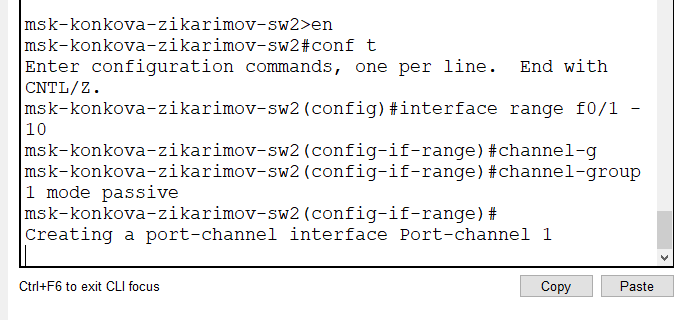 msk-konkova-zikarimov-sw2>en
msk-konkova-zikarimov-sw2#conf t
Enter configuration commands, one per line.  End with
CNTL/Z.
msk-konkova-zikarimov-sw2(config)#interface range f0/1 -
10
msk-konkova-zikarimov-sw2(config-if-range)#channel-g
msk-konkova-zikarimov-sw2(config-if-range)#channel-group
1 mode passive
msk-konkova-zikarimov-sw2(config-if-range)#
Creating a port-channel interface Port-channel 1
Ctrl+F6 to exit CLI focus
Copy
Paste